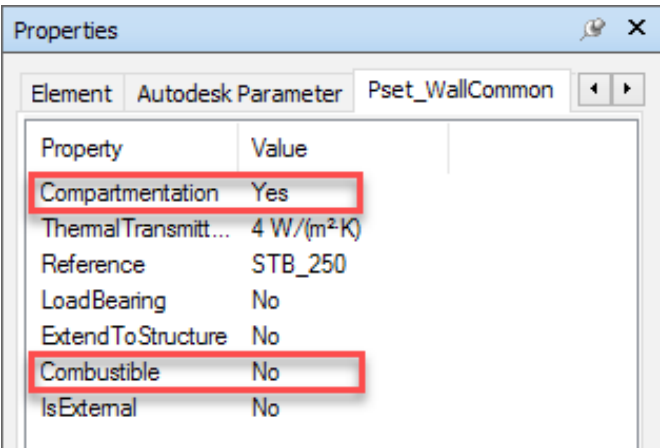 Properties
Element Autodesk Parameter Pset_WallCommon
Property Value
Compartmentation Yes
ThermalTransmitt... 4 W/(m²·K)
Reference STB_250
LoadBearing No
ExtendToStructure No
Combustible No
IsExternal No